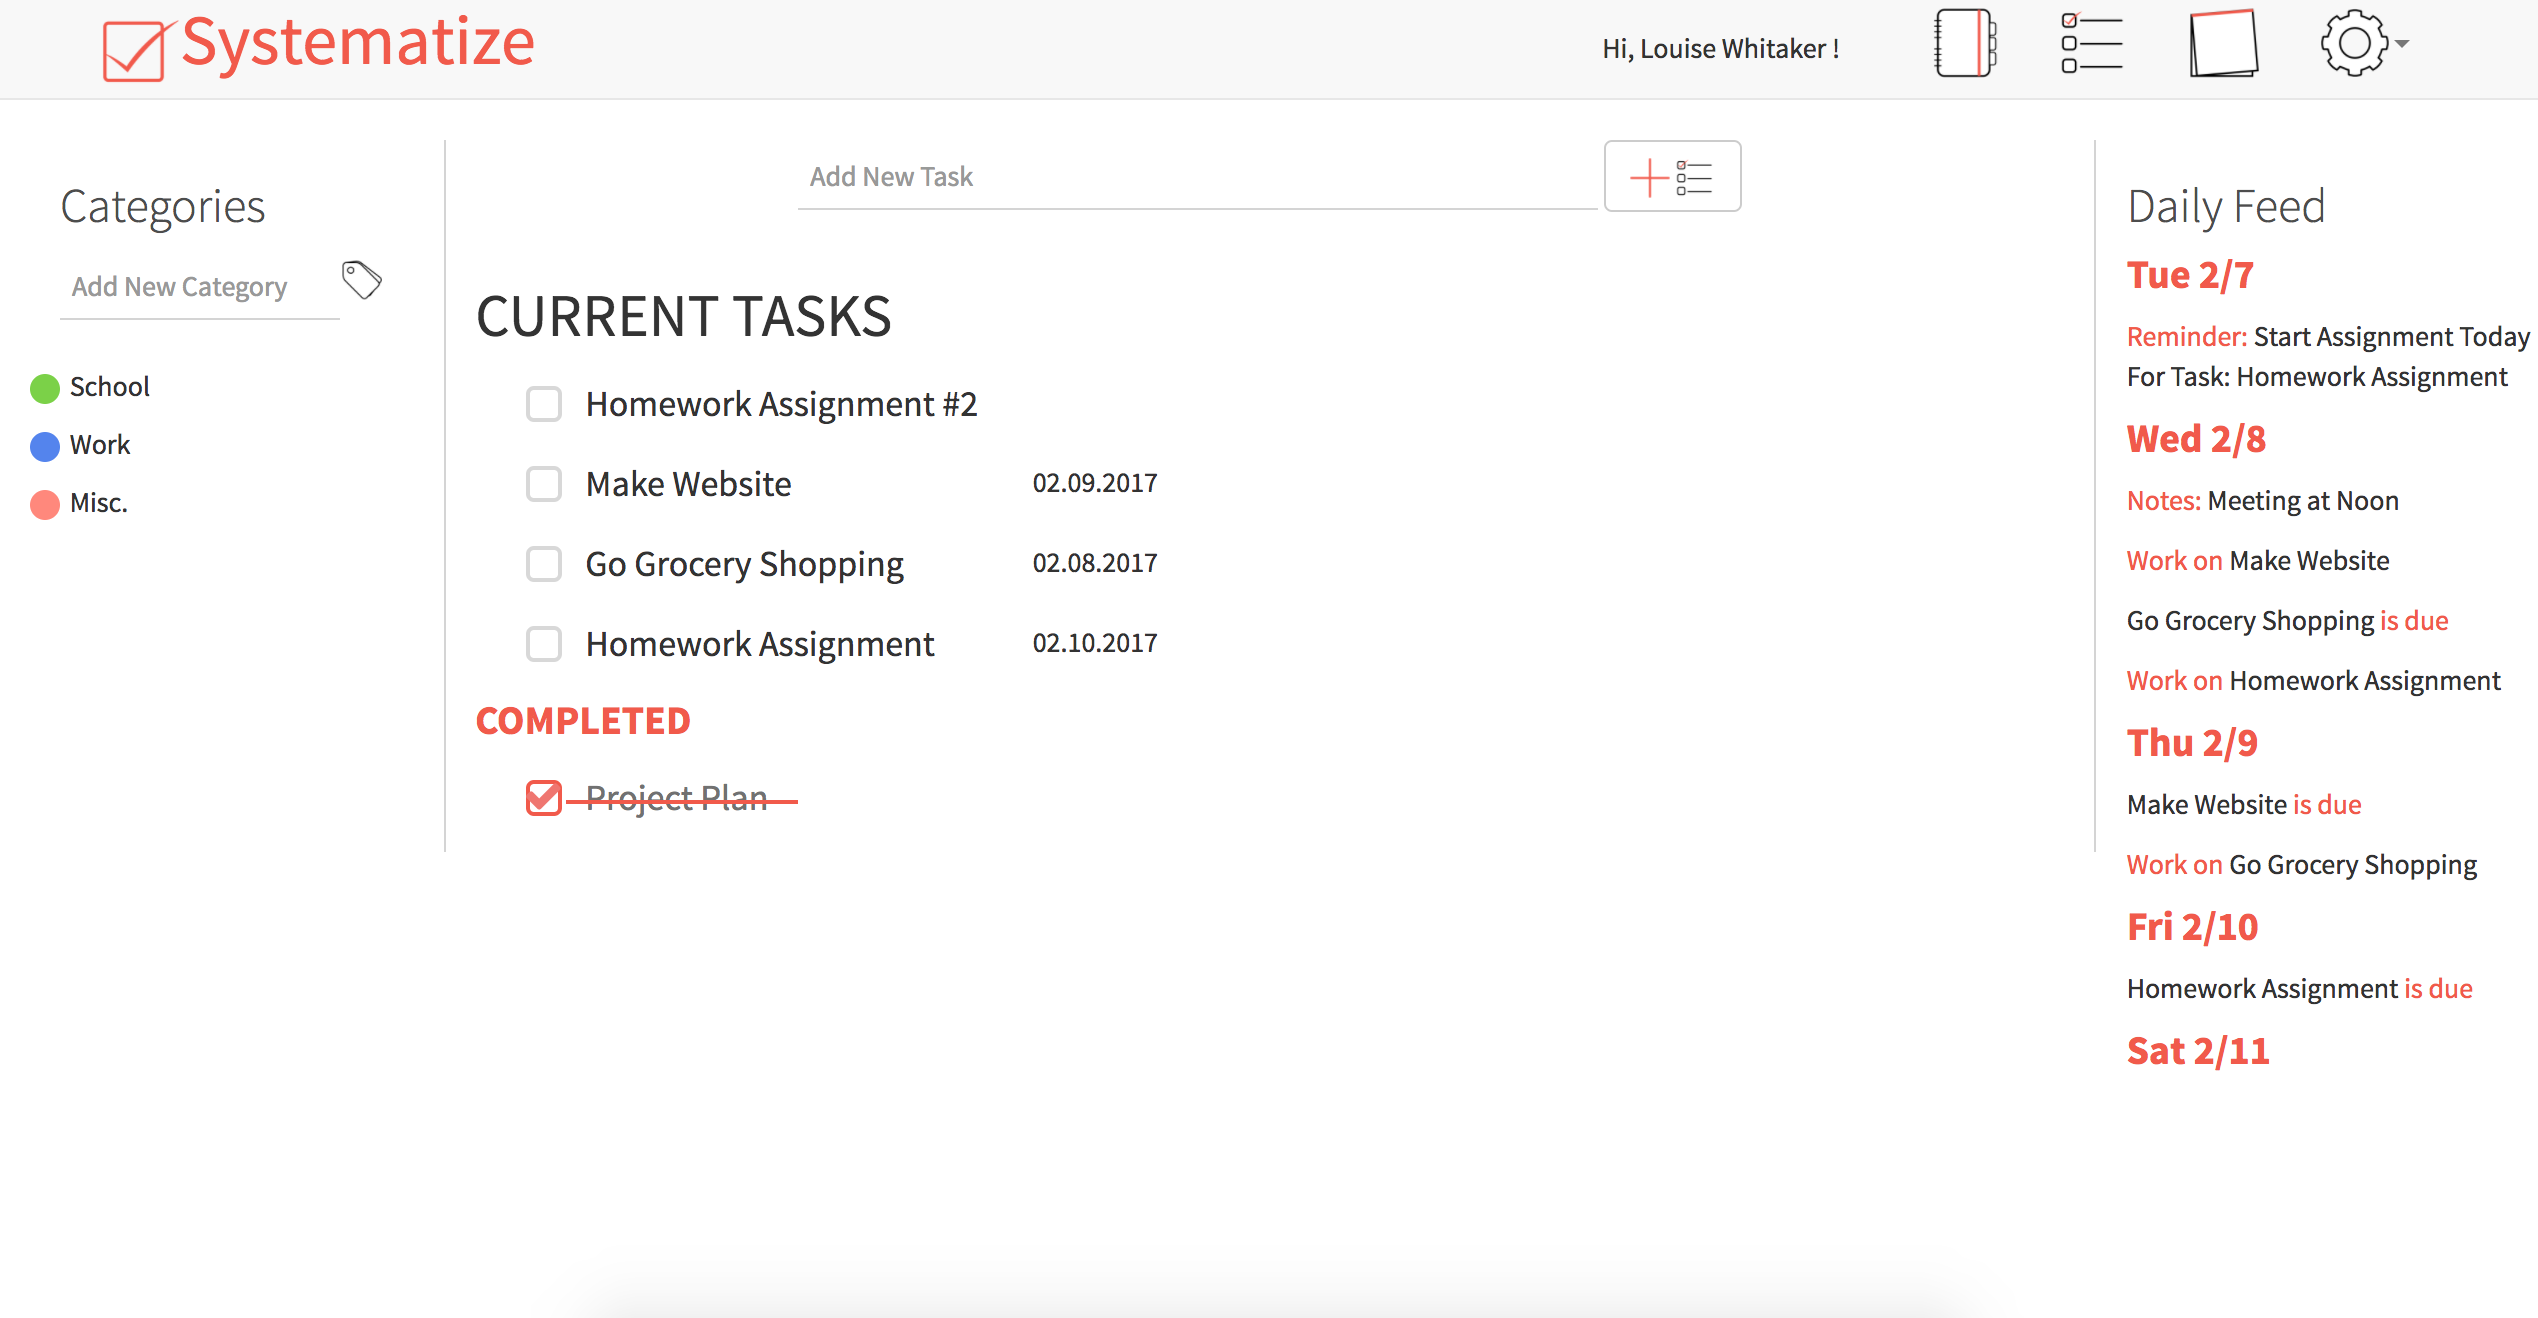 Systematize
Hi, Louise Whitaker !
Categories
Add New Category
School
Work
Misc.
Add New Task
CURRENT TASKS
Homework Assignment #2
Make Website 02.09.2017
Go Grocery Shopping 02.08.2017
Homework Assignment 02.10.2017
COMPLETED
Project Plan
Daily Feed
Tue 2/7
Reminder: Start Assignment Today
For Task: Homework Assignment
Wed 2/8
Notes: Meeting at Noon
Work on Make Website
Go Grocery Shopping is due
Work on Homework Assignment
Thu 2/9
Make Website is due
Work on Go Grocery Shopping
Fri 2/10
Homework Assignment is due
Sat 2/11